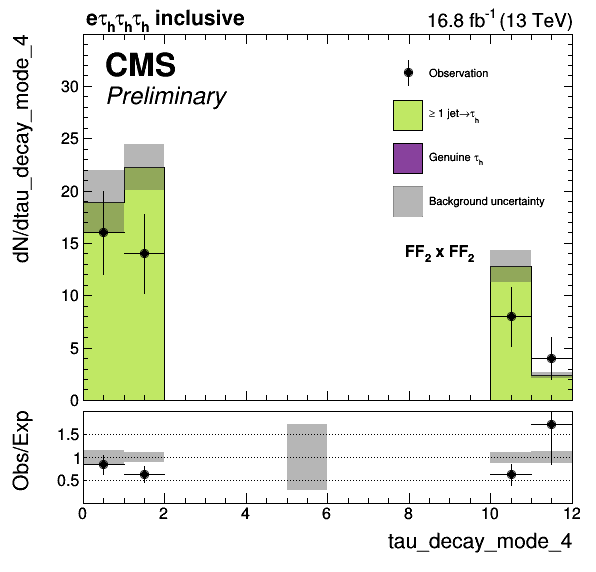 eτhτhτh inclusive 16.8 fb⁻¹ (13 TeV)
CMS
Preliminary
Observation
≥ 1 jet→τh
Genuine τh
Background uncertainty
FF₂ x FF₂
dN/dtau_decay_mode_4
35
30
25
20
15
10
5
0
Obs/Exp
1.5
1
0.5
0 2 4 6 8 10 12
tau_decay_mode_4